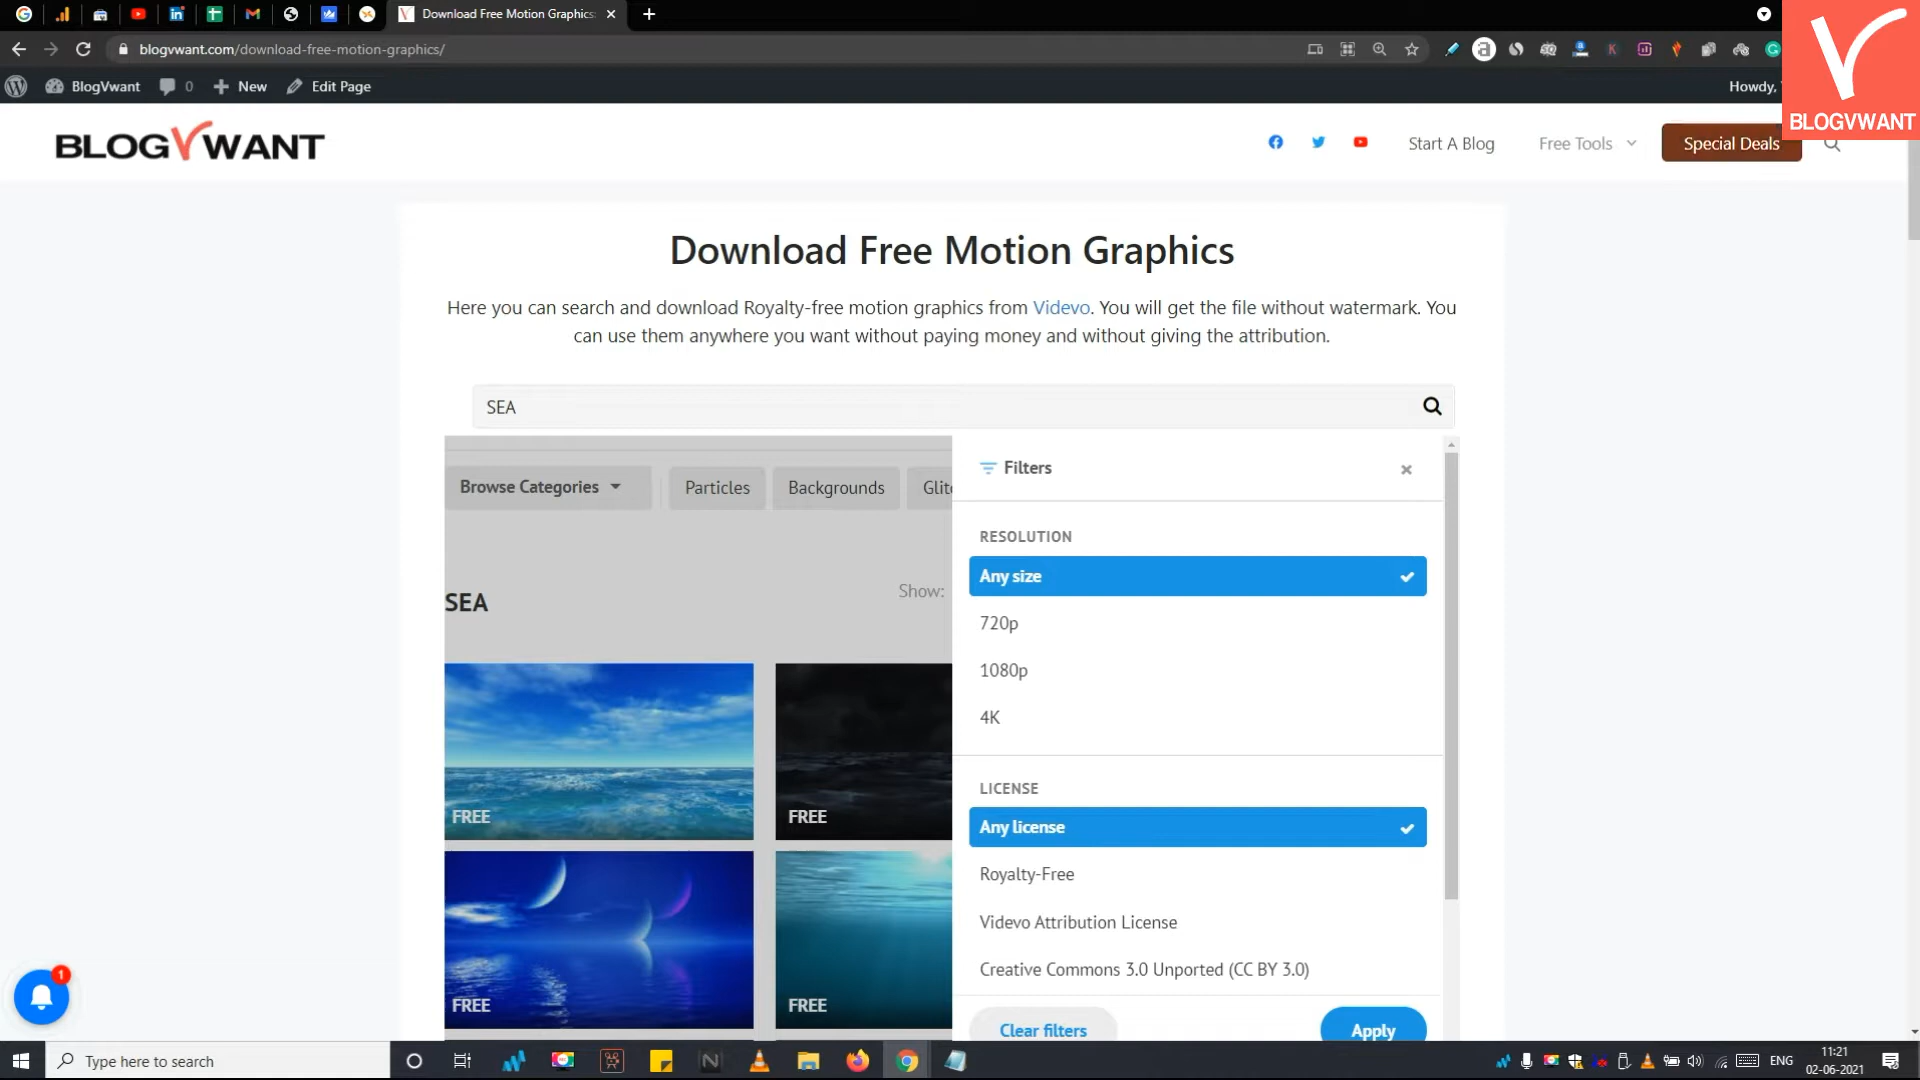 Download Free Motion Graphics
blogvwant.com/download-free-motion-graphics/
BlogVwant 0 New Edit Page
Howdy,
BLOGVWANT
BLOGVWANT
Start A Blog Free Tools Special Deals
Download Free Motion Graphics
Here you can search and download Royalty-free motion graphics from Videvo. You will get the file without watermark. You
can use them anywhere you want without paying money and without giving the attribution.
SEA
Browse Categories Particles Backgrounds
SEA
Show:
FREE
FREE
FREE
FREE
Filters
RESOLUTION
Any size
720p
1080p
4K
LICENSE
Any license
Royalty-Free
Videvo Attribution License
Creative Commons 3.0 Unported (CC BY 3.0)
Clear filters Apply
1
Type here to search
ENG
11:21
02-06-2021